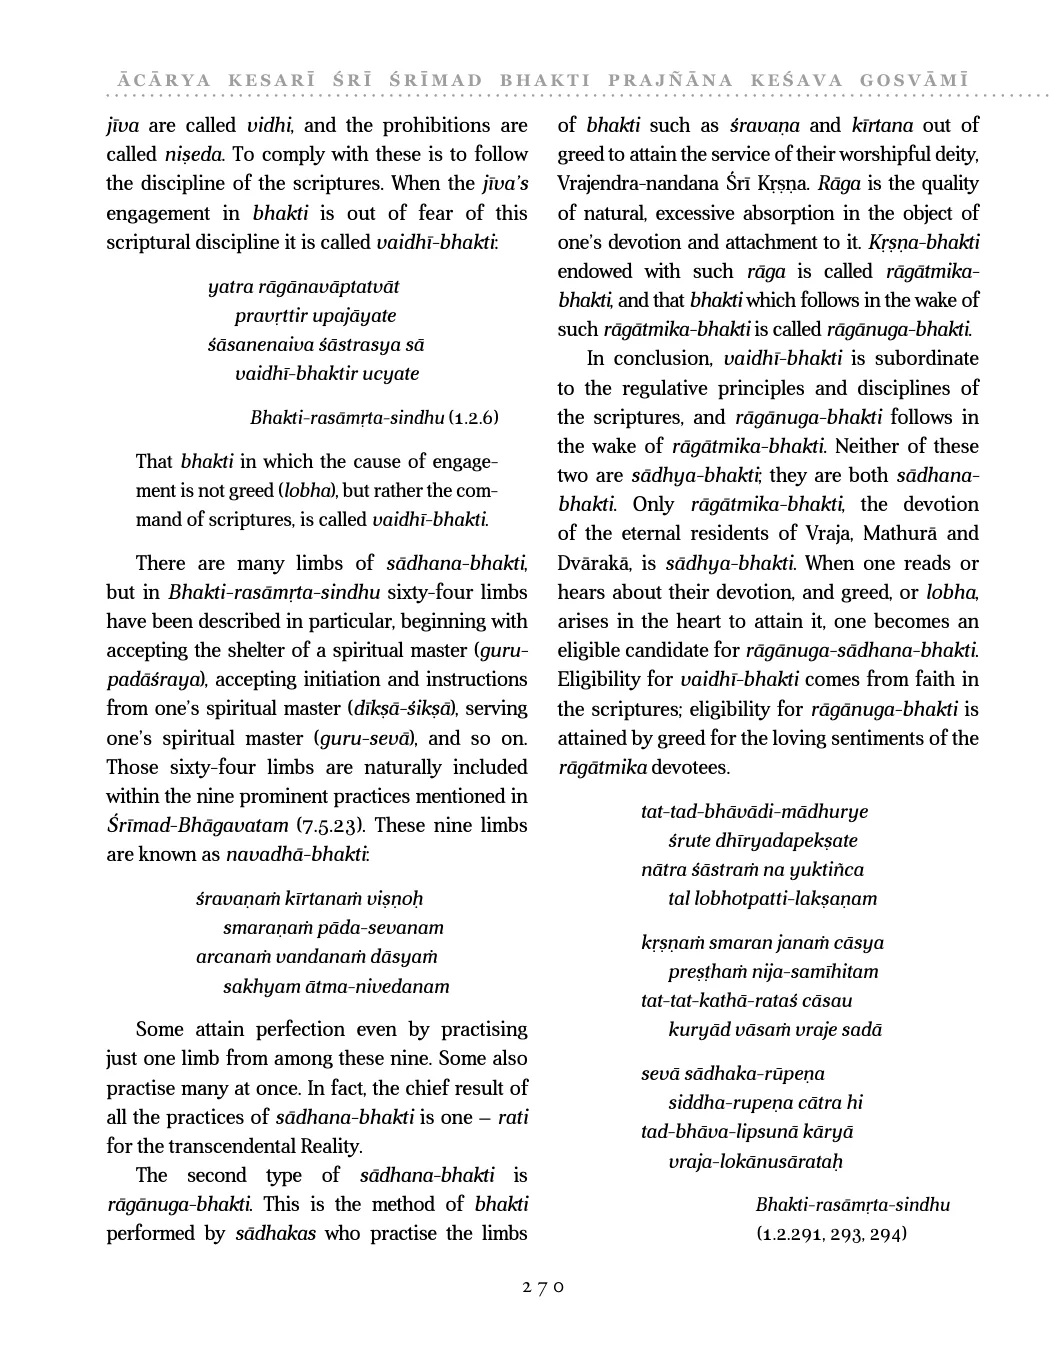 ĀCĀRYA KESARĪ ŚRĪ ŚRĪMAD BHAKTI PRAJÑĀNA KEŚAVA GOSVĀMĪ
jīva are called vidhi, and the prohibitions are
called niṣeda. To comply with these is to follow
the discipline of the scriptures. When the jīva’s
engagement in bhakti is out of fear of this
scriptural discipline it is called vaidhī-bhakti:
yatra rāgānavāptatvāt
pravṛttir upajāyate
śāsanenaiva śāstrasya sā
vaidhī-bhaktir ucyate
Bhakti-rasāmṛta-sindhu (1.2.6)
That bhakti in which the cause of engage-
ment is not greed (lobha), but rather the com-
mand of scriptures, is called vaidhī-bhakti.
There are many limbs of sādhana-bhakti,
but in Bhakti-rasāmṛta-sindhu sixty-four limbs
have been described in particular, beginning with
accepting the shelter of a spiritual master (guru-
padāśraya), accepting initiation and instructions
from one’s spiritual master (dīkṣā-śikṣā), serving
one’s spiritual master (guru-sevā), and so on.
Those sixty-four limbs are naturally included
within the nine prominent practices mentioned in
Śrīmad-Bhāgavatam (7.5.23). These nine limbs
are known as navadhā-bhakti:
śravaṇaṁ kīrtanaṁ viṣṇoḥ
smaraṇaṁ pāda-sevanam
arcanaṁ vandanaṁ dāsyaṁ
sakhyam ātma-nivedanam
Some attain perfection even by practising
just one limb from among these nine. Some also
practise many at once. In fact, the chief result of
all the practices of sādhana-bhakti is one – rati
for the transcendental Reality.
The second type of sādhana-bhakti is
rāgānuga-bhakti. This is the method of bhakti
performed by sādhakas who practise the limbs
of bhakti such as śravaṇa and kīrtana out of
greed to attain the service of their worshipful deity,
Vrajendra-nandana Śrī Kṛṣṇa. Rāga is the quality
of natural, excessive absorption in the object of
one’s devotion and attachment to it. Kṛṣṇa-bhakti
endowed with such rāga is called rāgātmika-
bhakti, and that bhakti which follows in the wake of
such rāgātmika-bhakti is called rāgānuga-bhakti.
In conclusion, vaidhī-bhakti is subordinate
to the regulative principles and disciplines of
the scriptures, and rāgānuga-bhakti follows in
the wake of rāgātmika-bhakti. Neither of these
two are sādhya-bhakti; they are both sādhana-
bhakti. Only rāgātmika-bhakti, the devotion
of the eternal residents of Vraja, Mathurā and
Dvārakā, is sādhya-bhakti. When one reads or
hears about their devotion, and greed, or lobha,
arises in the heart to attain it, one becomes an
eligible candidate for rāgānuga-sādhana-bhakti.
Eligibility for vaidhī-bhakti comes from faith in
the scriptures; eligibility for rāgānuga-bhakti is
attained by greed for the loving sentiments of the
rāgātmika devotees.
tat-tad-bhāvādi-mādhurye
śrute dhīryadapekṣate
nātra śāstraṁ na yuktiñca
tal lobhotpatti-lakṣaṇam
kṛṣṇaṁ smaran janaṁ cāsya
preṣṭhaṁ nija-samīhitam
tat-tat-kathā-rataś cāsau
kuryād vāsaṁ vraje sadā
sevā sādhaka-rūpeṇa
siddha-rupeṇa cātra hi
tad-bhāva-lipsunā kāryā
vraja-lokānusārataḥ
Bhakti-rasāmṛta-sindhu
(1.2.291, 293, 294)
270